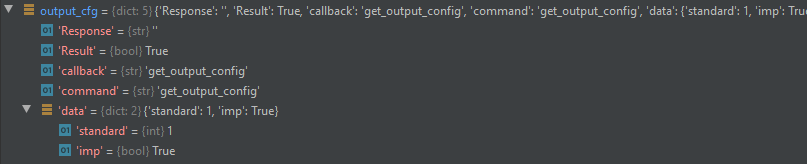 output_cfg = {dict: 5} {'Response': '', 'Result': True, 'callback': 'get_output_config', 'command': 'get_output_config', 'data': {'standard': 1, 'imp': Tru
01 'Response' = {str} ''
01 'Result' = {bool} True
01 'callback' = {str} 'get_output_config'
01 'command' = {str} 'get_output_config'
'data' = {dict: 2} {'standard': 1, 'imp': True}
01 'standard' = {int} 1
01 'imp' = {bool} True